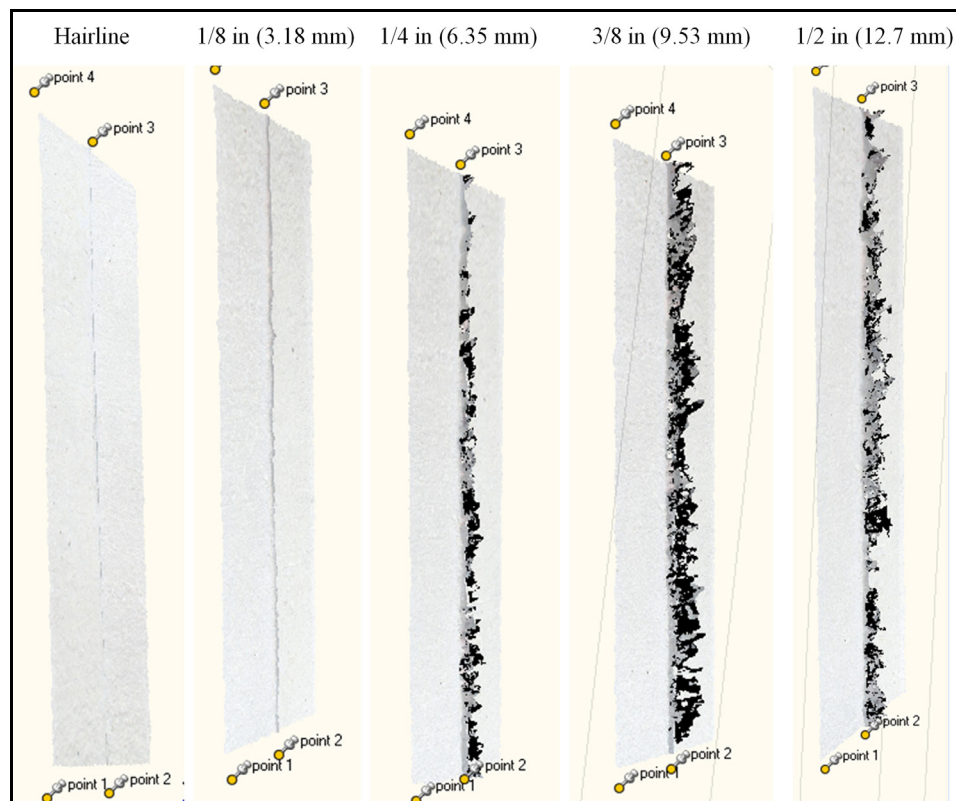 Hairline
1/8 in (3.18 mm)
1/4 in (6.35 mm)
3/8 in (9.53 mm)
1/2 in (12.7 mm)
point 4
point 3
point 1
point 2
point 3
point 1
point 2
point 4
point 3
point 1
point 2
point 4
point 3
point 1
point 2
point 3
point 1
point 2